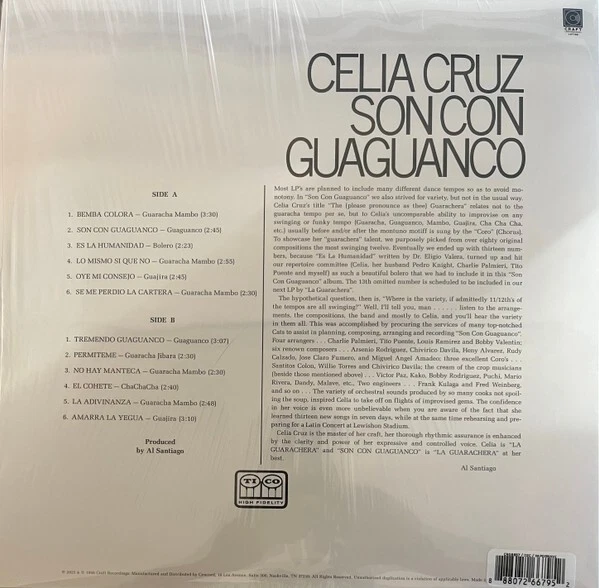 CRAFT
CELIA CRUZ
SON CON
GUAGUANCO
SIDE A
1. BEMBA COLORA – Guaracha Mambo (3:30)
2. SON CON GUAGUANCO – Guaguanco (2:45)
3. ES LA HUMANIDAD – Bolero (2:23)
4. LO MISMO SI QUE NO – Guaracha Mambo (2:55)
5. OYE MI CONSEJO – Guajira (2:45)
6. SE ME PERDIO LA CARTERA – Guaracha Mambo (2:30)
SIDE B
1. TREMENDO GUAGUANCO – Guaguanco (3:07)
2. PERMITEME – Guaracha Jibara (2:30)
3. NO HAY MANTECA – Guaracha Mambo (2:30)
4. EL COHETE – ChaChaCha (2:40)
5. LA ADIVINANZA – Guaracha Mambo (2:48)
6. AMARRA LA YEGUA – Guajira (3:10)
Produced
by Al Santiago
Most LP's are planned to include many different dance tempos so as to avoid mo-
notony. In "Son Con Guaguanco" we also strived for variety, but not in the usual way.
Celia Cruz's title "The (please pronounce as thee) Guarachera" relates not to the
guaracha tempo per se, but to Celia's uncomperable ability to improvise on any
swinging or funky tempo (Guaracha, Guaguanco, Mambo, Guajira, Cha Cha Cha,
etc.) usually before and/or after the montuno motiff is sung by the "Coro" (Chorus).
To showcase her "guarachera" talent, we purposely picked from over eighty original
compositions the most swinging twelve. Eventually we ended up with thirteen num-
bers, because "Es La Humanidad" written by Dr. Eligio Valera, turned up and hit
our repertoire committee (Celia, her husband Pedro Knight, Charlie Palmieri, Tito
Puente and myself) as such a beautiful bolero that we had to include it in this "Son
Con Guaguanco" album. The 13th omitted number is scheduled to be included in our
next LP by "La Guarachera".
The hypothetical question, then is, "Where is the variety, if admittedly 11/12th's of
the tempos are all swinging?" Well, I'll tell you, man . . . . . . listen to the arrange-
ments, the compositions, the band and mostly to Celia, and you'll hear the variety
in them all. This was accomplished by procuring the services of many top-notched
Cats to assist in planning, composing, arranging and recording "Son Con Guaguanco".
Four arrangers . . . Charlie Palmieri, Tito Puente, Louis Ramirez and Bobby Valentin;
six renown composers . . . Arsenio Rodriguez, Chivirico Davila, Heny Alvarez, Rudy
Calzado, Jose Claro Fumero, and Miguel Angel Amadeo; three excellent Coro's . . .
Santitos Colon, Willie Torres and Chivirico Davila; the cream of the crop musicians
(beside those mentioned above) . . . Victor Paz, Kako, Bobby Rodriguez, Puchi, Mario
Rivera, Dandy, Malave, etc., Two engineers . . . Frank Kulaga and Fred Weinberg,
and so on . . . The variety of orchestral sounds produced by so many cooks not spoil-
ing the soup, inspired Celia to take off on flights of improvised gems. The confidence
in her voice is even more unbelievable when you are aware of the fact that she
learned thirteen new songs in seven days, while at the same time rehearsing and pre-
paring for a Latin Concert at Lewishon Stadium.
Celia Cruz is the master of her craft, her thorough rhythmic assurance is enhanced
by the clarity and power of her expressive and controlled voice. Celia is "LA
GUARACHERA" and "SON CON GUAGUANCO" is "LA GUARACHERA" at her
best.
Al Santiago
TICO
HIGH FIDELITY
8 88072 66795 2